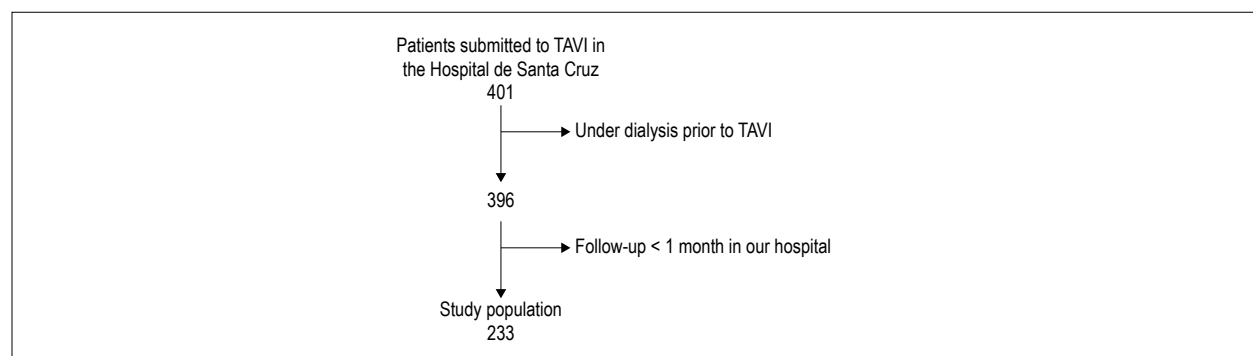 Patients submitted to TAVI in
the Hospital de Santa Cruz
401
Under dialysis prior to TAVI
396
Follow-up < 1 month in our hospital
Study population
233